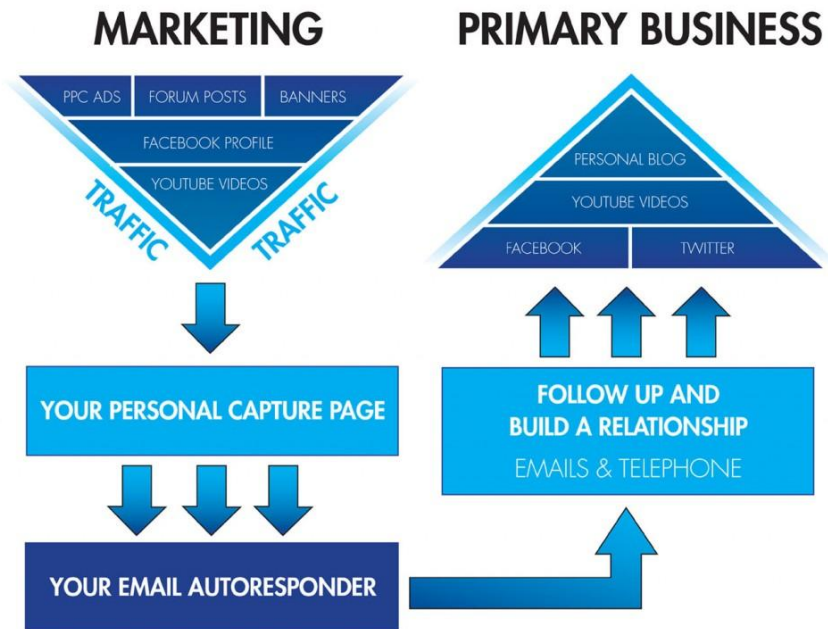 MARKETING
PPC ADS
FORUM POSTS
BANNERS
FACEBOOK PROFILE
YOUTUBE VIDEOS
TRAFFIC
TRAFFIC
YOUR PERSONAL CAPTURE PAGE
YOUR EMAIL AUTORESPONDER
PRIMARY BUSINESS
PERSONAL BLOG
YOUTUBE VIDEOS
FACEBOOK
TWITTER
FOLLOW UP AND
BUILD A RELATIONSHIP
EMAILS & TELEPHONE